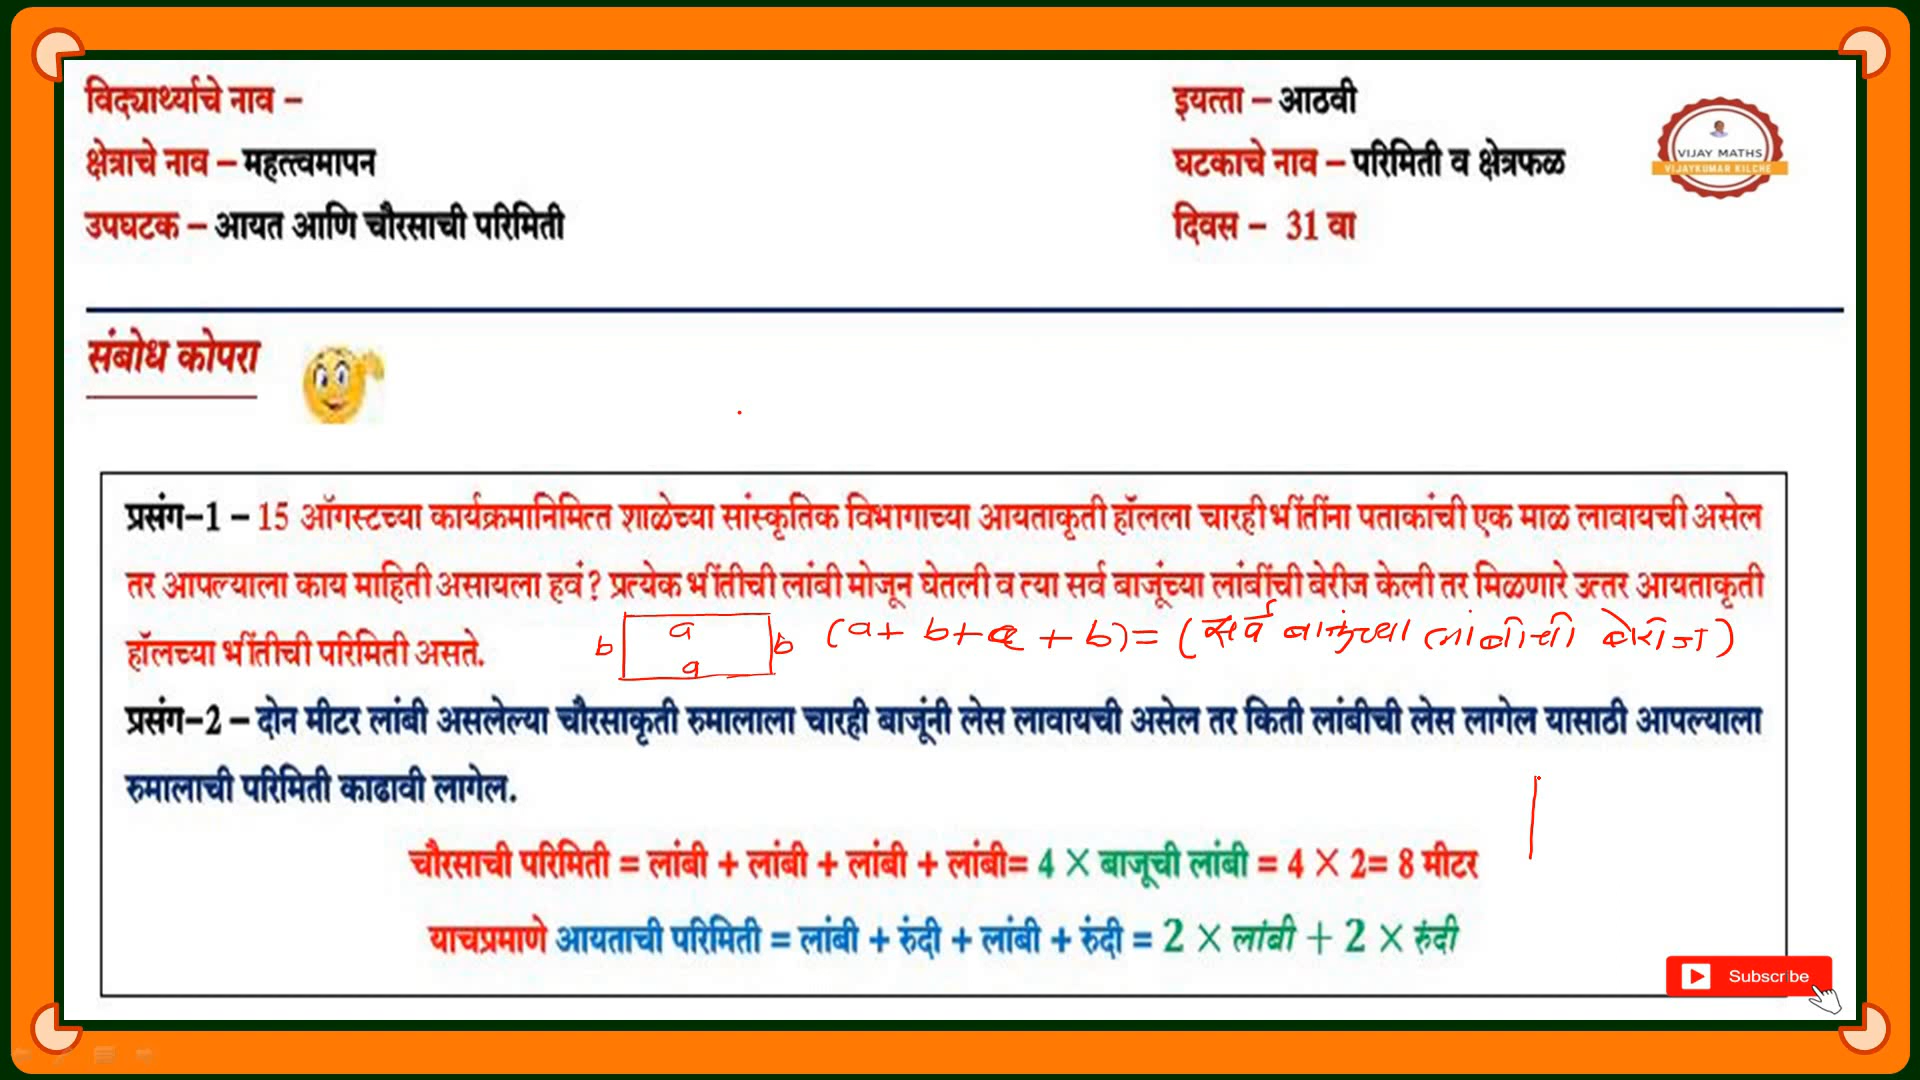 विद्यार्थ्याचे नाव –
इयत्ता – आठवी
क्षेत्राचे नाव – महत्त्वमापन
घटकाचे नाव – परिमिती व क्षेत्रफळ
उपघटक – आयत आणि चौरसाची परिमिती
दिवस – 31 वा
VIJAY MATHS
VIJAYKUMAR KILCHE
संबोध कोपरा
प्रसंग–1 – 15 ऑगस्टच्या कार्यक्रमानिमित्त शाळेच्या सांस्कृतिक विभागाच्या आयताकृती हॉलला चारही भींतींना पताकांची एक माळ लावायची असेल
तर आपल्याला काय माहिती असायला हवं? प्रत्येक भींतीची लांबी मोजून घेतली व त्या सर्व बाजूंच्या लांबींची बेरीज केली तर मिळणारे उत्तर आयताकृती
हॉलच्या भींतीची परिमिती असते.
b a b a (a + b + a + b) = (सर्व बाजूच्या लांबीची बेरीज)
प्रसंग–2 – दोन मीटर लांबी असलेल्या चौरसाकृती रुमालाला चारही बाजूंनी लेस लावायची असेल तर किती लांबीची लेस लागेल यासाठी आपल्याला
रुमालाची परिमिती काढावी लागेल.
चौरसाची परिमिती = लांबी + लांबी + लांबी + लांबी= 4 × बाजूची लांबी = 4 × 2= 8 मीटर
याचप्रमाणे आयताची परिमिती = लांबी + रुंदी + लांबी + रुंदी = 2 × लांबी + 2 × रुंदी
Subscribe